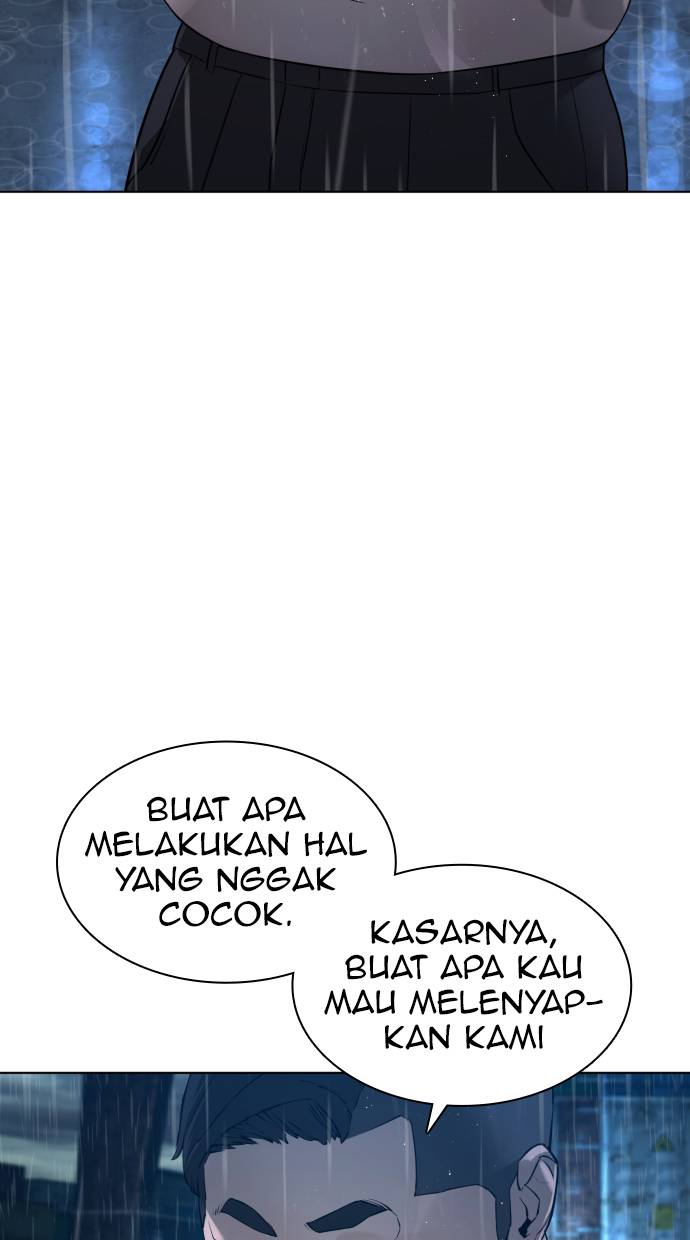 BUAT APA
MELAKUKAN HAL
YANG NGGAK
COCOK.
KASARNYA,
BUAT APA KAU
MAU MELENYAP-
KAN KAMI